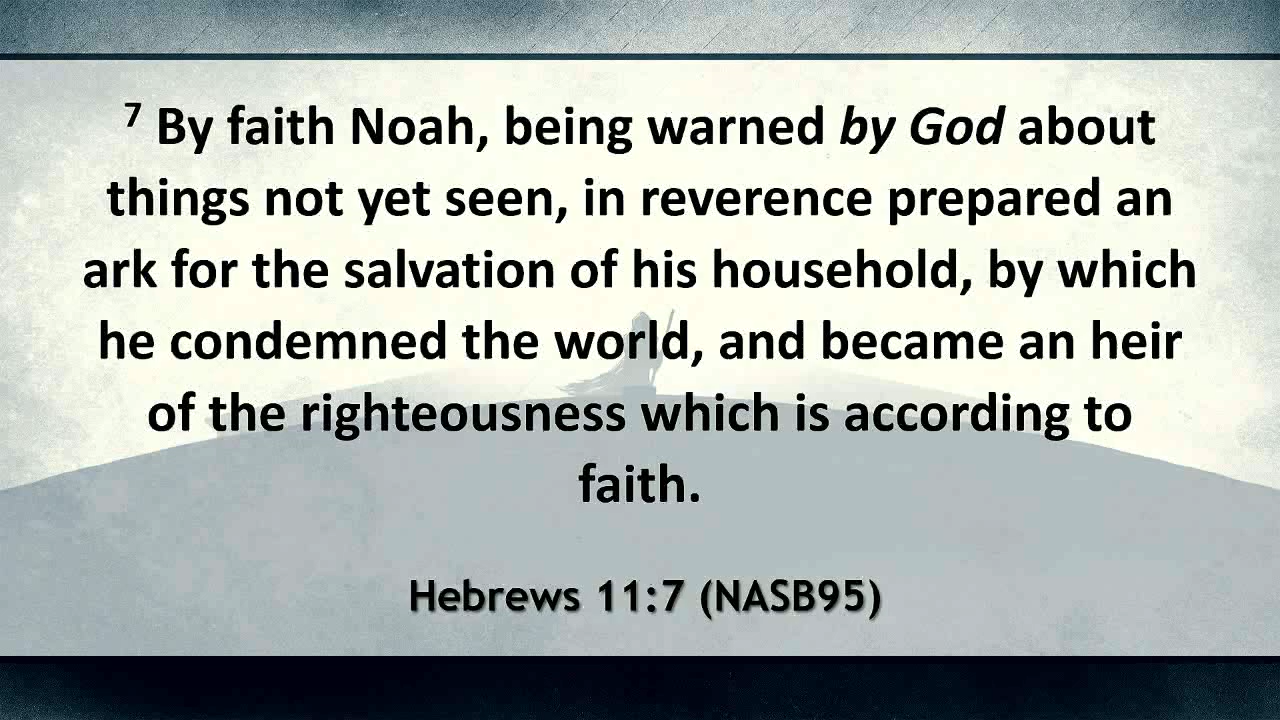 7 By faith Noah, being warned by God about
things not yet seen, in reverence prepared an
ark for the salvation of his household, by which
he condemned the world, and became an heir
of the righteousness which is according to
faith.
Hebrews 11:7 (NASB95)